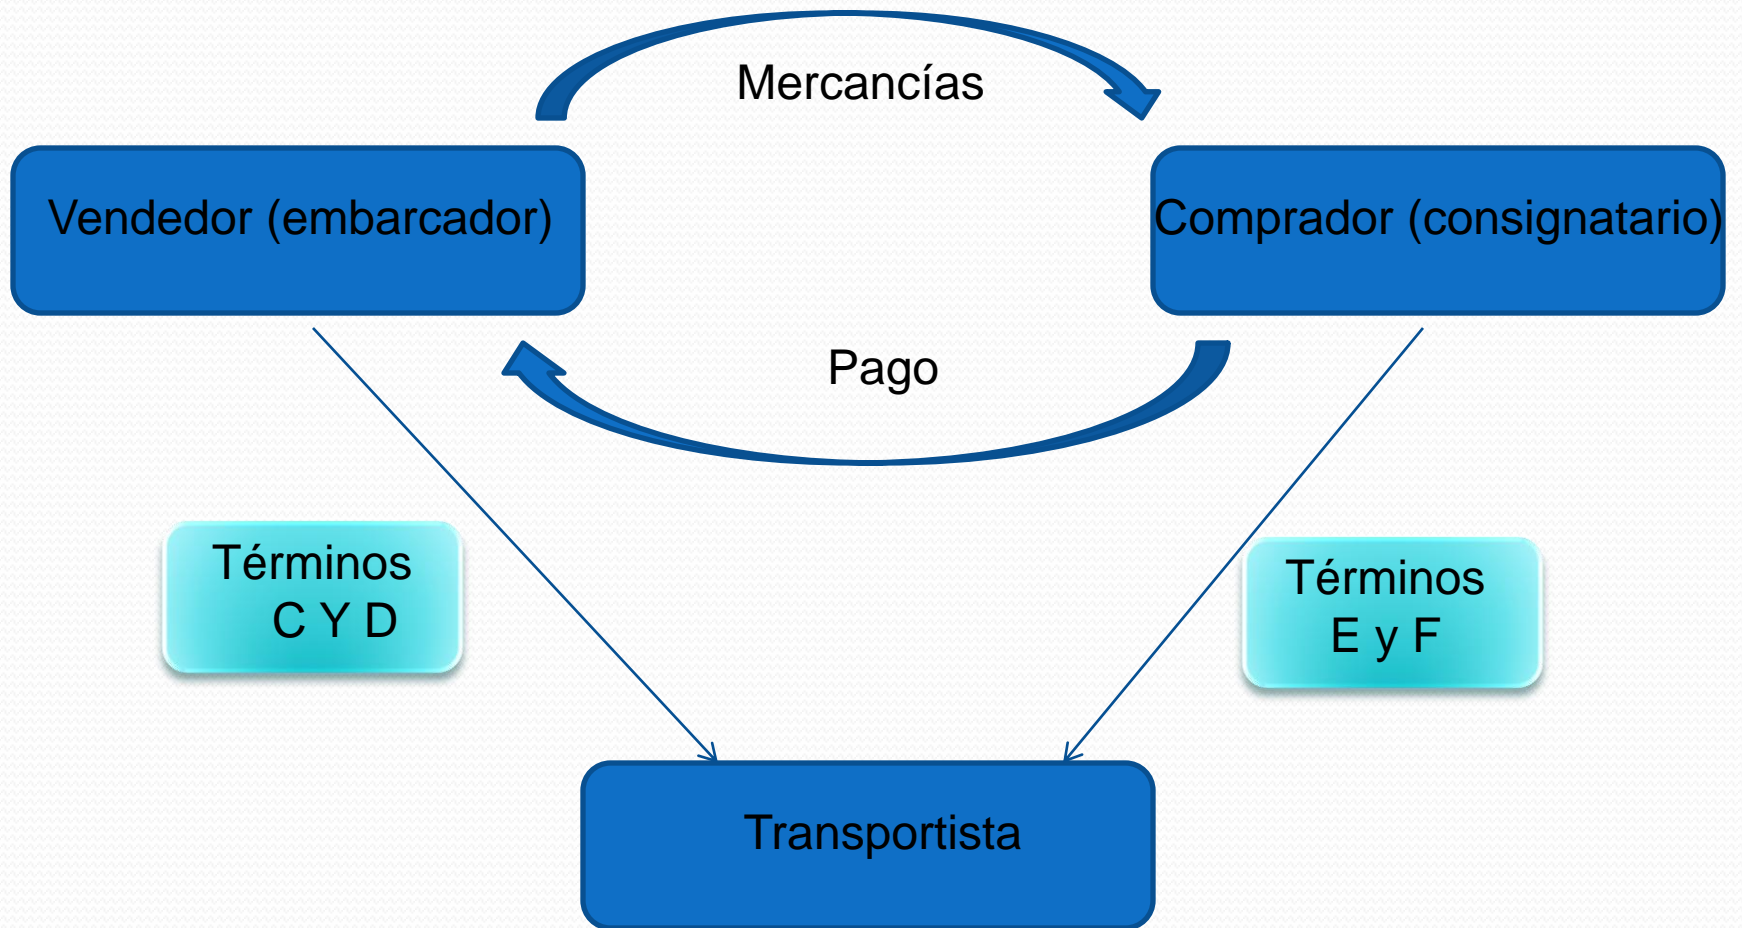 Mercancías
Vendedor (embarcador)
Comprador (consignatario)
Pago
Términos
C Y D
Términos
E y F
Transportista